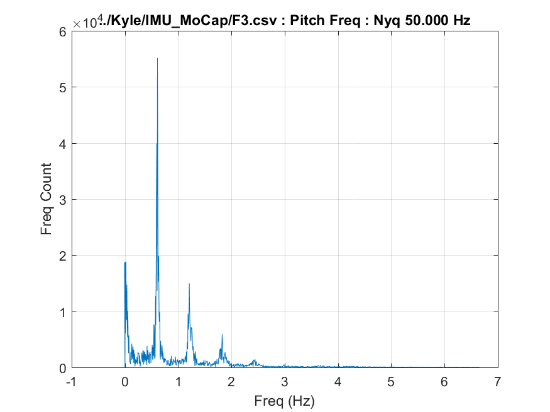 ×10⁴../Kyle/IMU_MoCap/F3.csv : Pitch Freq : Nyq 50.000 Hz
6
5
4
3
2
1
0
Freq Count
-1 0 1 2 3 4 5 6 7
Freq (Hz)